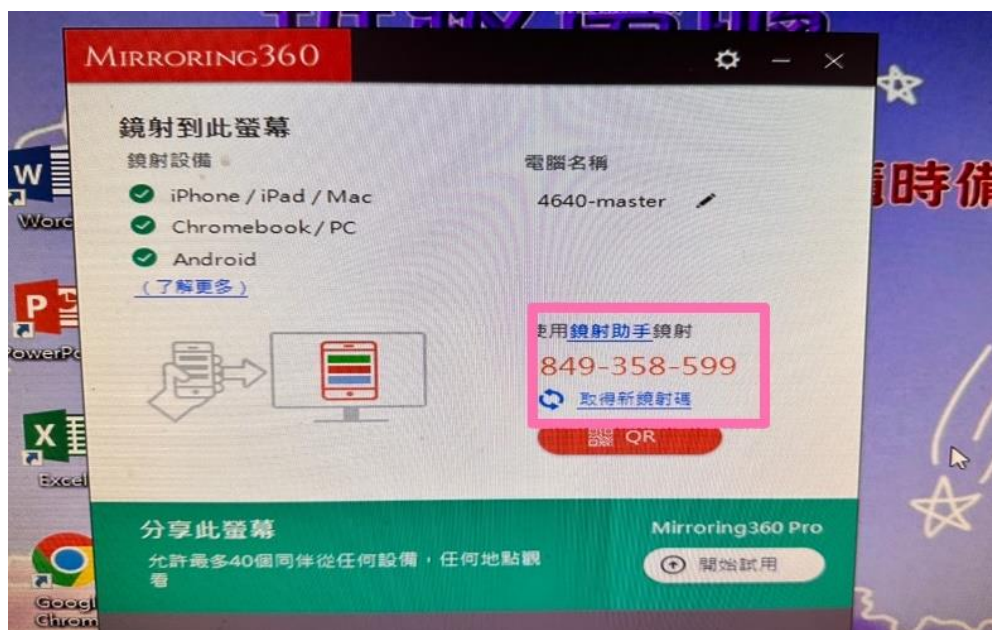 MIRRORING360
鏡射到此螢幕
鏡射設備
電腦名稱
iPhone / iPad / Mac
4640-master
Chromebook / PC
Android
(了解更多)
使用鏡射助手鏡射
849-358-599
取得新鏡射碼
QR
分享此螢幕
Mirroring360 Pro
允許最多40個同伴從任何設備，任何地點觀
看
開始試用
W
Word
P
PowerPo
X
Excel
Googl
Chrom
時備